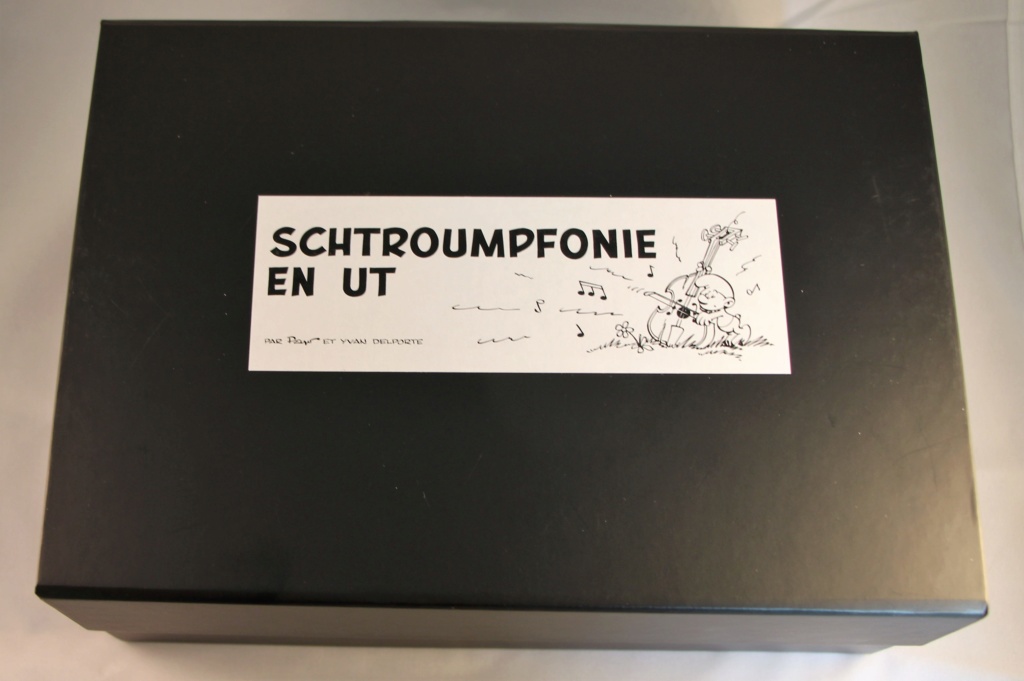 SCHTROUMPFONIE
EN UT
PAR Peyo ET YVAN DELPORTE